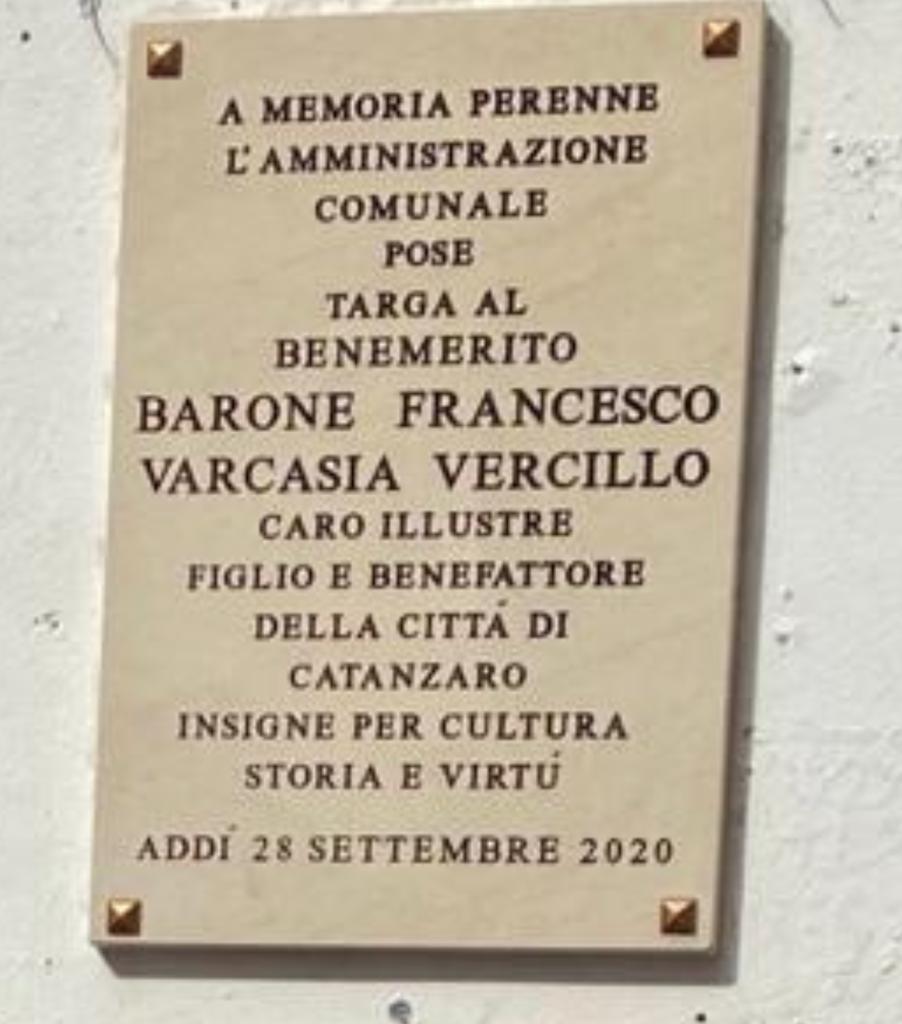 A MEMORIA PERENNE
L'AMMINISTRAZIONE
COMUNALE
POSE
TARGA AL
BENEMERITO
BARONE FRANCESCO
VARCASIA VERCILLO
CARO ILLUSTRE
FIGLIO E BENEFATTORE
DELLA CITTÁ DI
CATANZARO
INSIGNE PER CULTURA
STORIA E VIRTÚ
ADDÍ 28 SETTEMBRE 2020